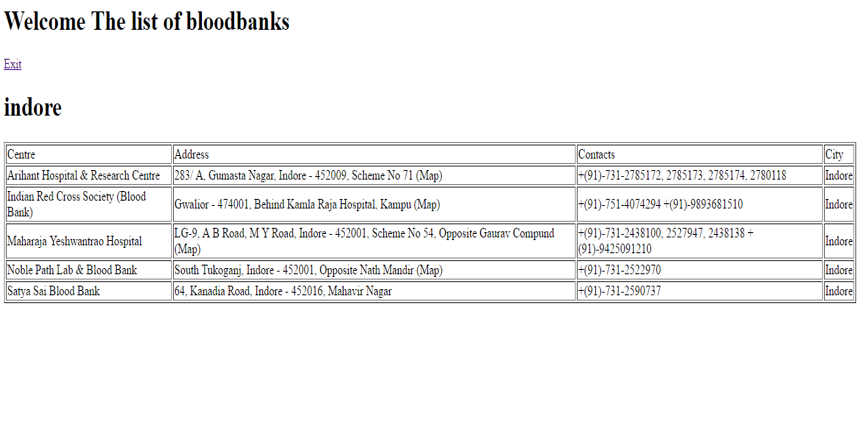 Welcome The list of bloodbanks
Exit
indore
Centre Address Contacts City
Arihant Hospital & Research Centre 283/ A, Gumasta Nagar, Indore - 452009, Scheme No 71 (Map) +(91)-731-2785172, 2785173, 2785174, 2780118 Indore
Indian Red Cross Society (Blood
Bank) Gwalior - 474001, Behind Kamla Raja Hospital, Kampu (Map) +(91)-751-4074294 +(91)-9893681510 Indore
Maharaja Yeshwantrao Hospital LG-9, A B Road, M Y Road, Indore - 452001, Scheme No 54, Opposite Gaurav Compund
(Map) +(91)-731-2438100, 2527947, 2438138 +
(91)-9425091210 Indore
Noble Path Lab & Blood Bank South Tukoganj, Indore - 452001, Opposite Nath Mandir (Map) +(91)-731-2522970 Indore
Satya Sai Blood Bank 64, Kanadia Road, Indore - 452016, Mahavir Nagar +(91)-731-2590737 Indore